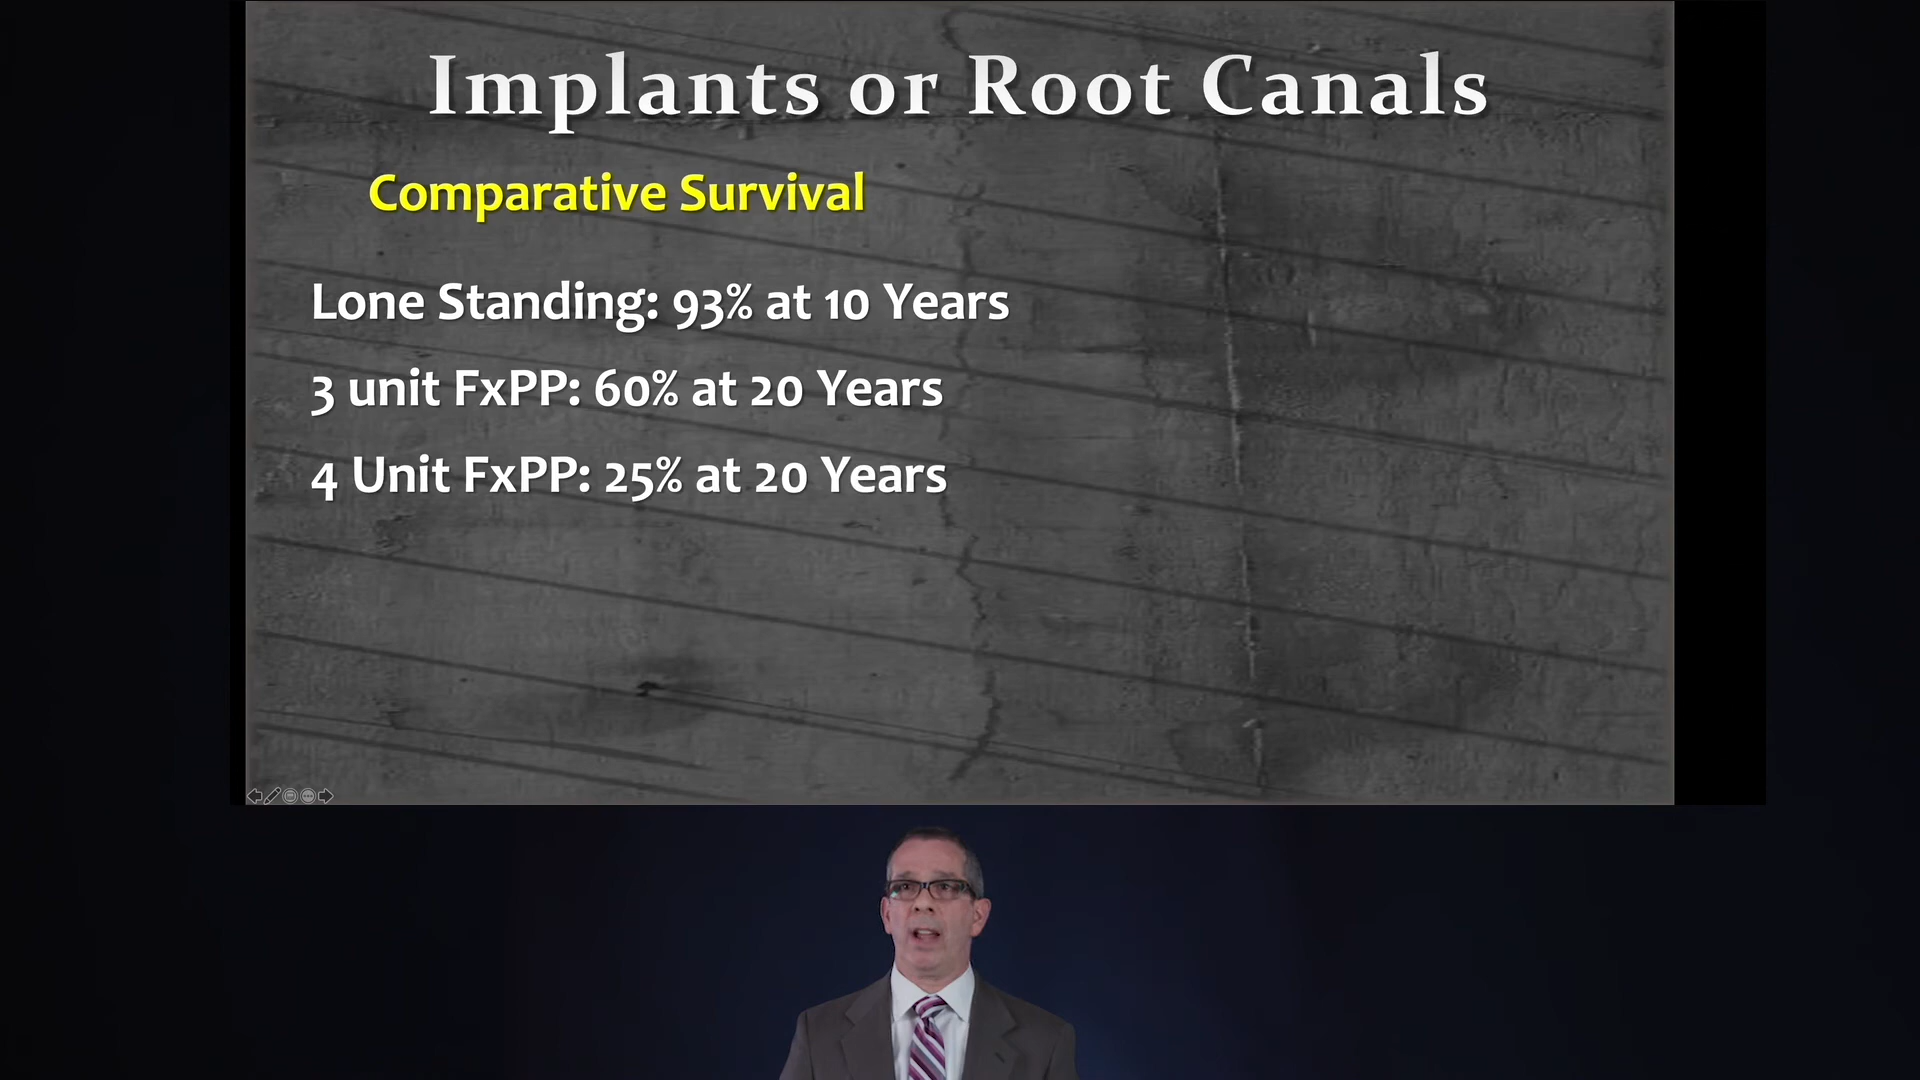 Implants or Root Canals
Comparative Survival
Lone Standing: 93% at 10 Years
3 unit FxPP: 60% at 20 Years
4 Unit FxPP: 25% at 20 Years